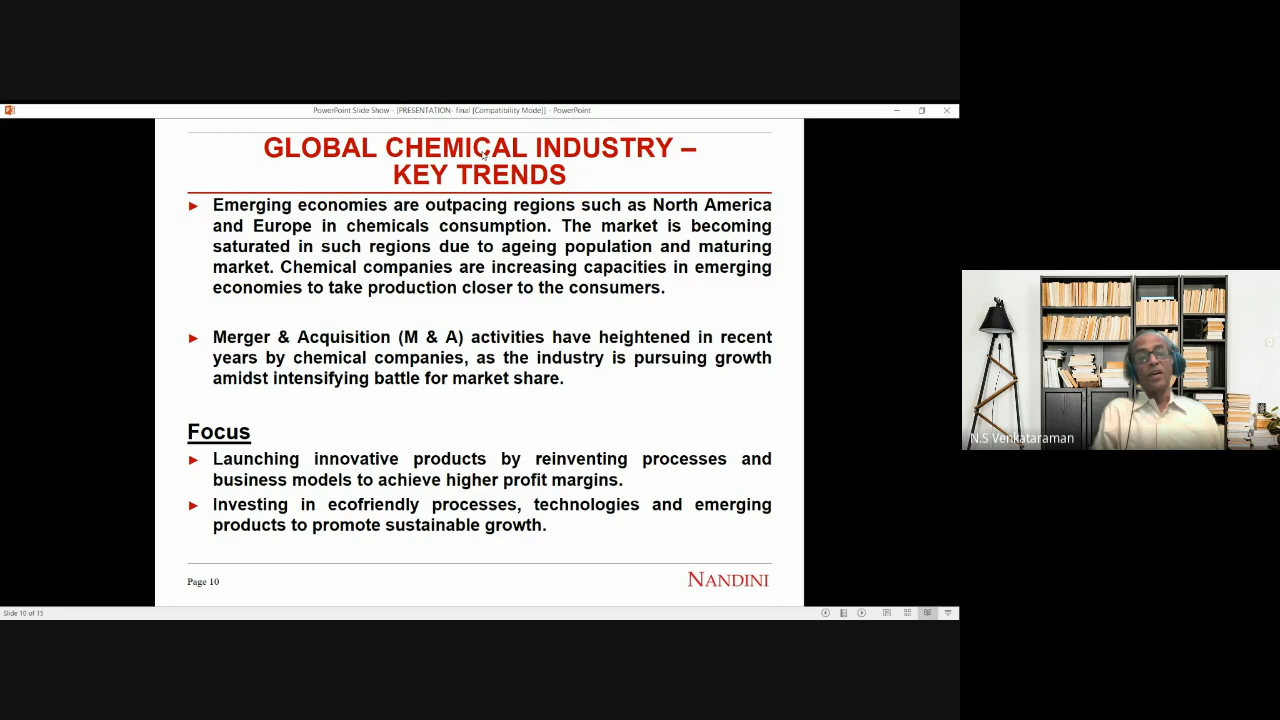 PowerPoint Slide Show - [PRESENTATION- final [Compatibility Mode]] - PowerPoint
GLOBAL CHEMICAL INDUSTRY –
KEY TRENDS
Emerging economies are outpacing regions such as North America
and Europe in chemicals consumption. The market is becoming
saturated in such regions due to ageing population and maturing
market. Chemical companies are increasing capacities in emerging
economies to take production closer to the consumers.
Merger & Acquisition (M & A) activities have heightened in recent
years by chemical companies, as the industry is pursuing growth
amidst intensifying battle for market share.
Focus
Launching innovative products by reinventing processes and
business models to achieve higher profit margins.
Investing in ecofriendly processes, technologies and emerging
products to promote sustainable growth.
Page 10
NANDINI
Slide 10 of 15
N.S Venkataraman